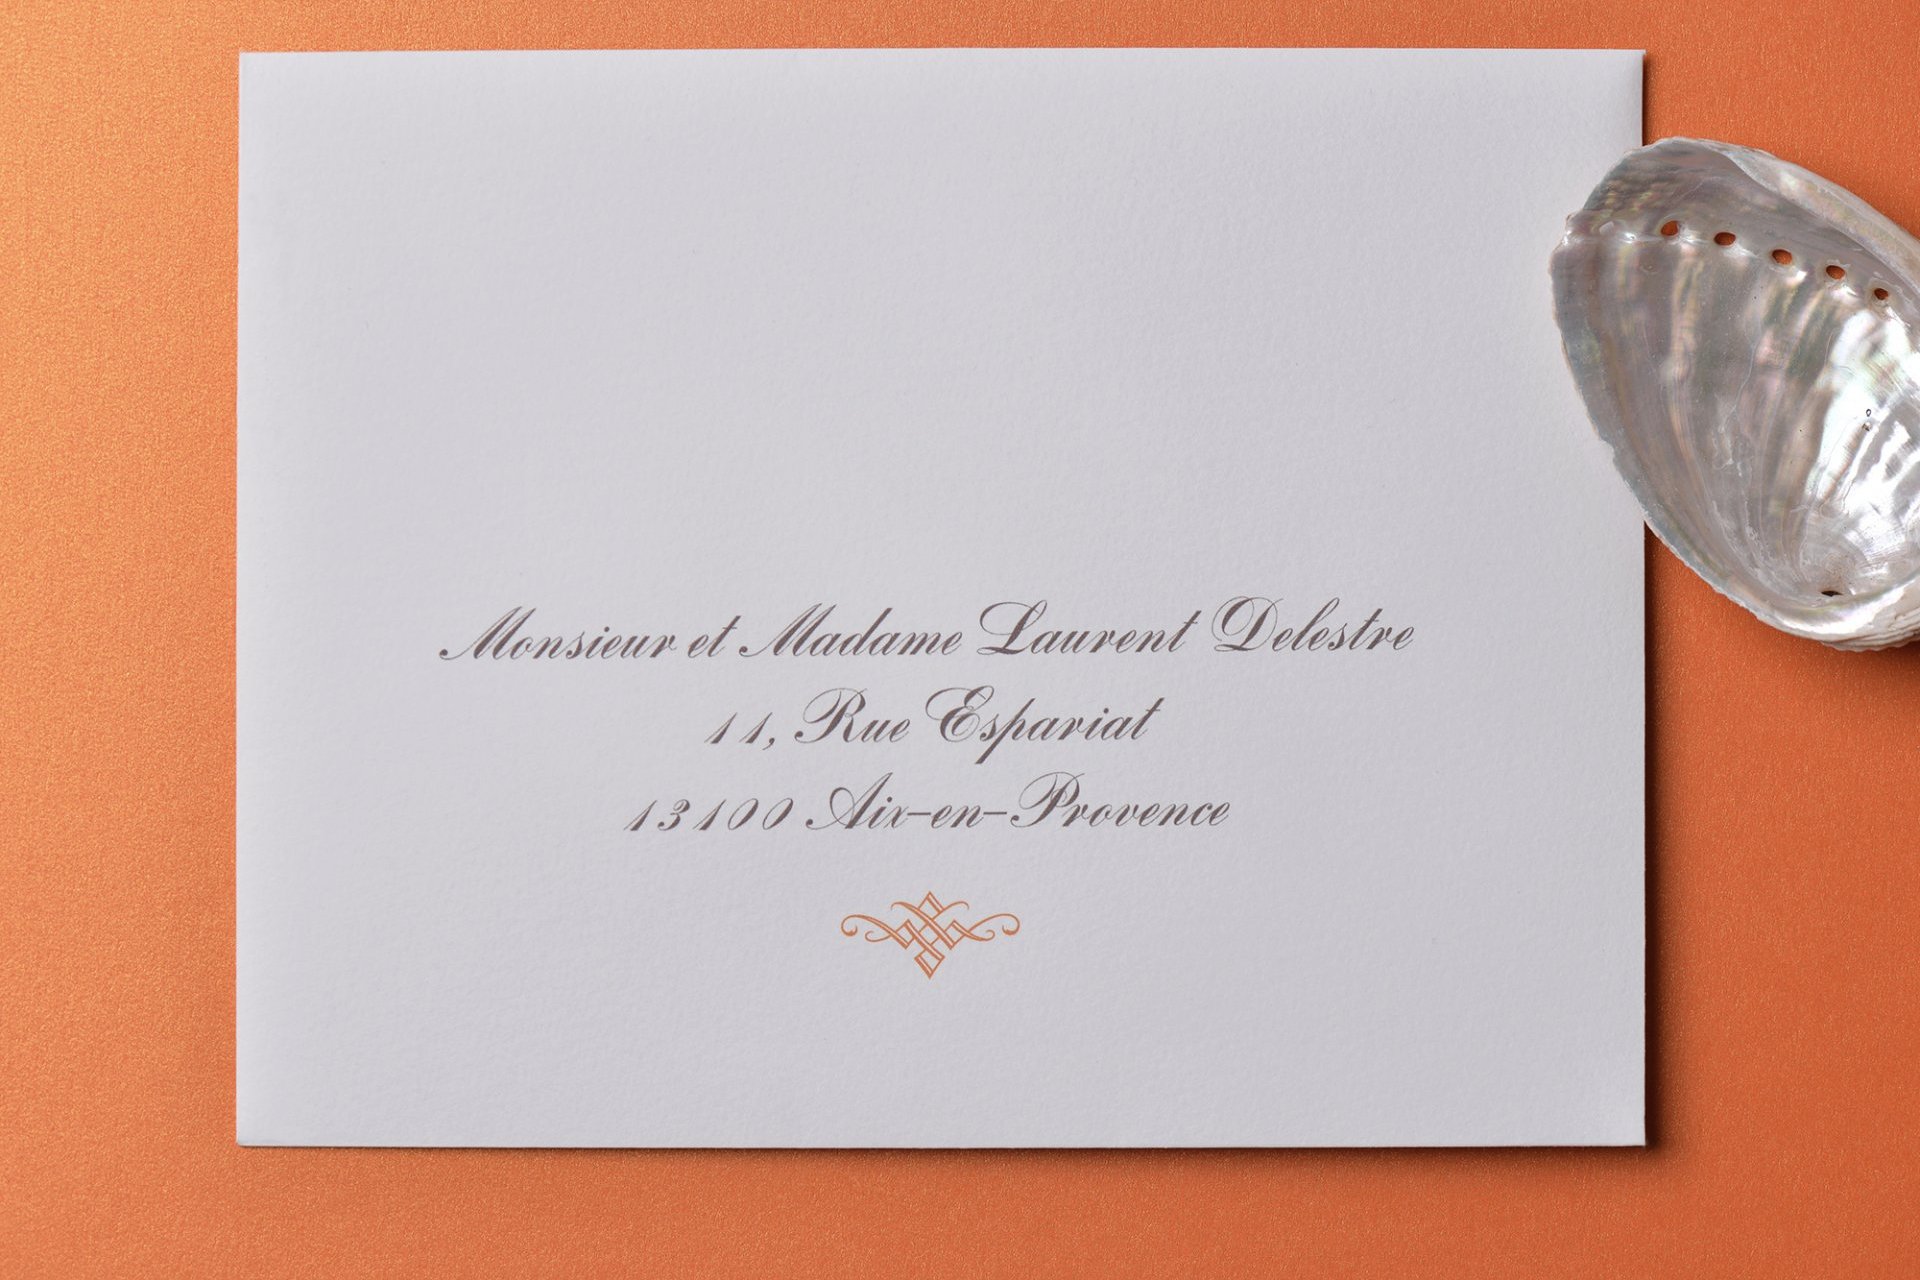 Monsieur et Madame Laurent Delestre
11, Rue Espariat
13100 Aix-en-Provence